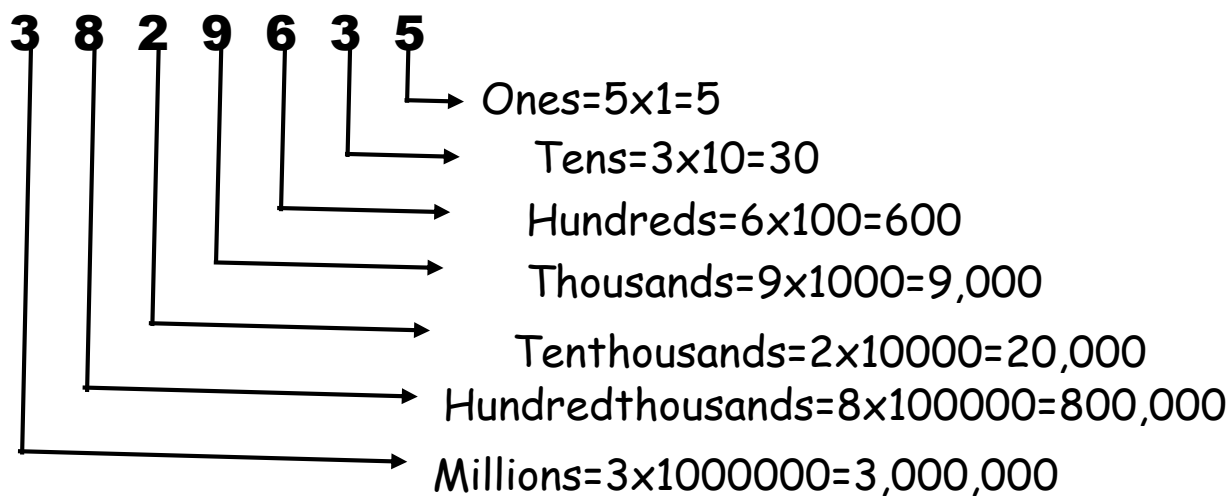 3 8 2 9 6 3 5
Ones=5x1=5
Tens=3x10=30
Hundreds=6x100=600
Thousands=9x1000=9,000
Tenthousands=2x10000=20,000
Hundredthousands=8x100000=800,000
Millions=3x1000000=3,000,000